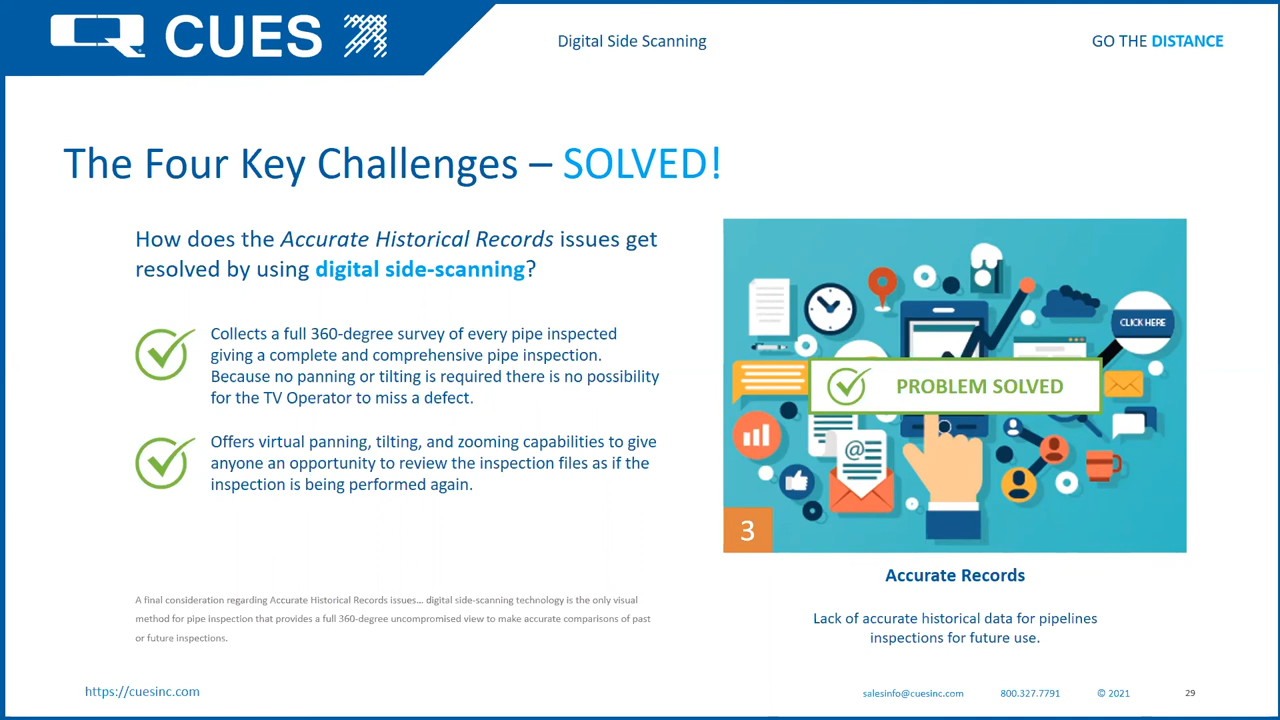 CUES
Digital Side Scanning
GO THE DISTANCE
The Four Key Challenges – SOLVED!
How does the Accurate Historical Records issues get
resolved by using digital side-scanning?
Collects a full 360-degree survey of every pipe inspected
giving a complete and comprehensive pipe inspection.
Because no panning or tilting is required there is no possibility
for the TV Operator to miss a defect.
Offers virtual panning, tilting, and zooming capabilities to give
anyone an opportunity to review the inspection files as if the
inspection is being performed again.
A final consideration regarding Accurate Historical Records issues… digital side-scanning technology is the only visual
method for pipe inspection that provides a full 360-degree uncompromised view to make accurate comparisons of past
or future inspections.
CLICK HERE
PROBLEM SOLVED
@
3
Accurate Records
Lack of accurate historical data for pipelines
inspections for future use.
https://cuesinc.com
salesinfo@cuesinc.com
800.327.7791
© 2021
29